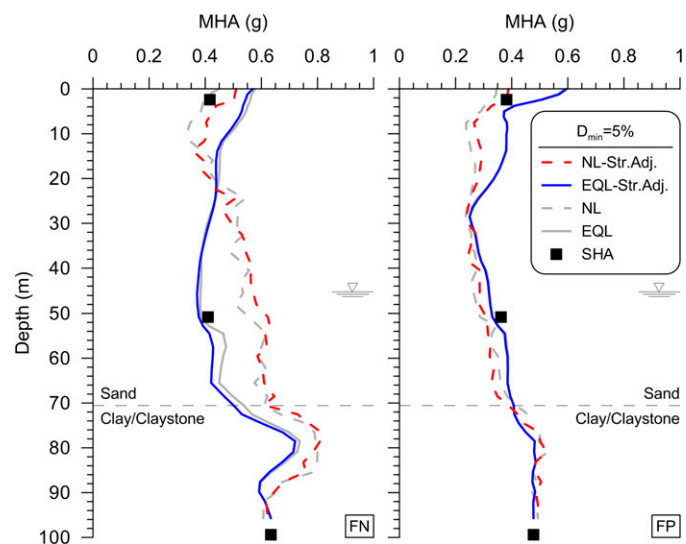 MHA (g) MHA (g)
0 0.2 0.4 0.6 0.8 1 0 0.2 0.4 0.6 0.8 1
0
10
D_min=5%
NL-Str.Adj.
20
EQL-Str.Adj.
NL
30
EQL
SHA
40
Depth (m)
50
60
Sand Sand
70
Clay/Claystone Clay/Claystone
80
90
100
FN FP